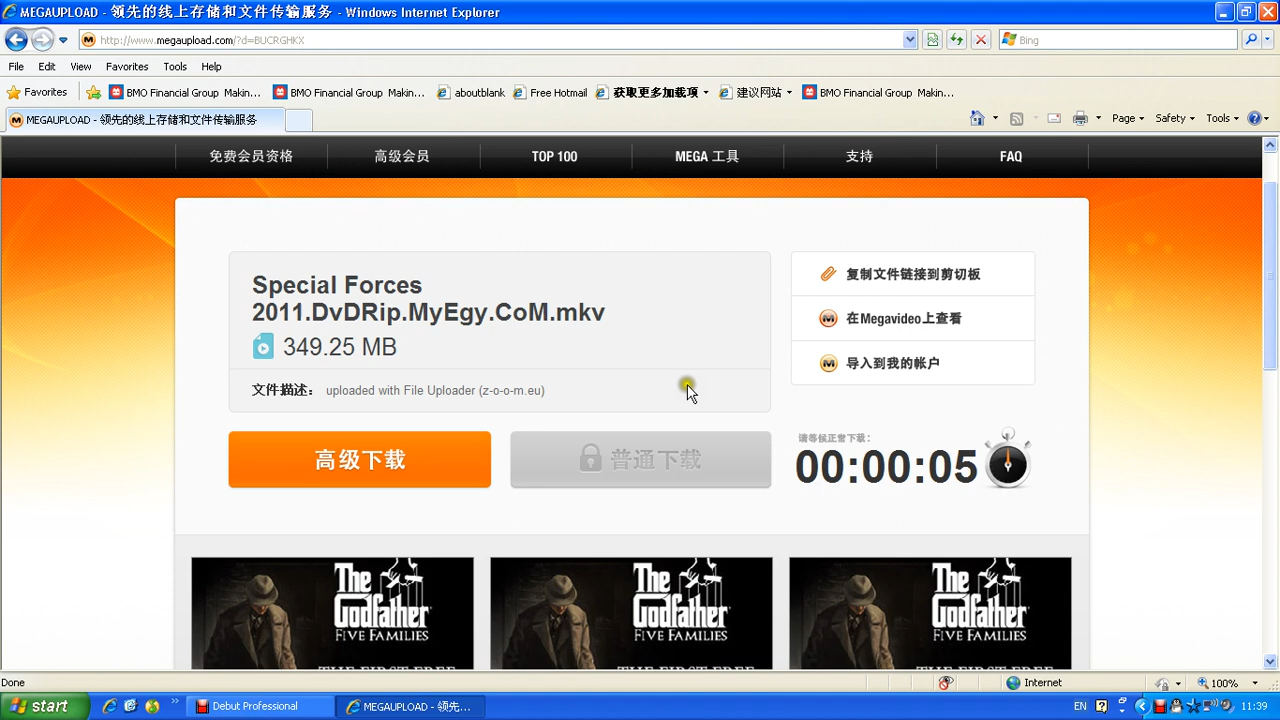 MEGAUPLOAD - 领先的线上存储和文件传输服务 - Windows Internet Explorer
http://www.megaupload.com/?d=BUCRGHKX
Bing
File Edit View Favorites Tools Help
Favorites BMO Financial Group Makin... BMO Financial Group Makin... aboutblank Free Hotmail 获取更多加载项 建议网站 BMO Financial Group Makin...
MEGAUPLOAD - 领先的线上存储和文件传输服务
Page Safety Tools
免费会员资格 高级会员 TOP 100 MEGA 工具 支持 FAQ
Special Forces
2011.DvDRip.MyEgy.CoM.mkv
349.25 MB
文件描述： uploaded with File Uploader (z-o-o-m.eu)
复制文件链接到剪切板
在Megavideo上查看
导入到我的帐户
高级下载
普通下载
请等候正常下载：
00:00:05
The Godfather
FIVE FAMILIES
THE FIRST FREE
The Godfather
FIVE FAMILIES
THE FIRST FREE
The Godfather
FIVE FAMILIES
THE FIRST FREE
Done
Internet
100%
start
Debut Professional
MEGAUPLOAD - 领先...
EN
11:39